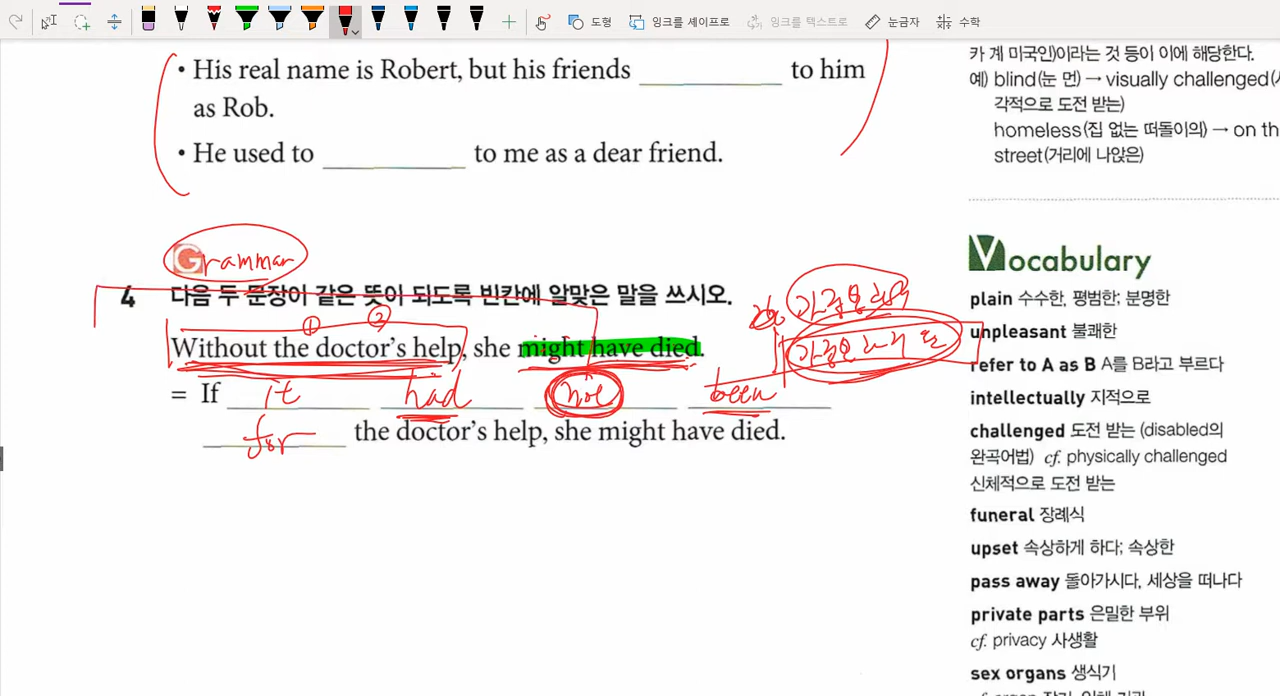 도형
잉크를 셰이프로
잉크를 텍스트로
눈금자
수학
• His real name is Robert, but his friends ____________ to him
as Rob.
• He used to ____________ to me as a dear friend.
Grammar
4 다음 두 문장이 같은 뜻이 되도록 빈칸에 알맞은 말을 쓰시오.
① ②
Without the doctor's help, she might have died.
= If it had not been
for the doctor's help, she might have died.
카 계 미국인)이라는 것 등이 이에 해당한다.
예) blind(눈 먼) → visually challenged(시
각적으로 도전 받는)
homeless(집 없는 떠돌이의) → on th
street(거리에 나앉은)
Vocabulary
plain 수수한, 평범한; 분명한
unpleasant 불쾌한
refer to A as B A를 B라고 부르다
intellectually 지적으로
challenged 도전 받는 (disabled의
완곡어법) cf. physically challenged
신체적으로 도전 받는
funeral 장례식
upset 속상하게 하다; 속상한
pass away 돌아가시다, 세상을 떠나다
private parts 은밀한 부위
cf. privacy 사생활
sex organs 생식기